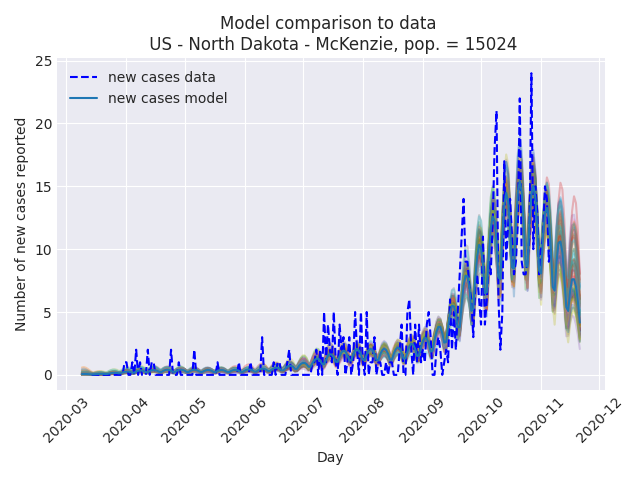 Model comparison to data
US - North Dakota - McKenzie, pop. = 15024
new cases data
new cases model
Number of new cases reported
25
20
15
10
5
0
2020-03
2020-04
2020-05
2020-06
2020-07
2020-08
2020-09
2020-10
2020-11
2020-12
Day